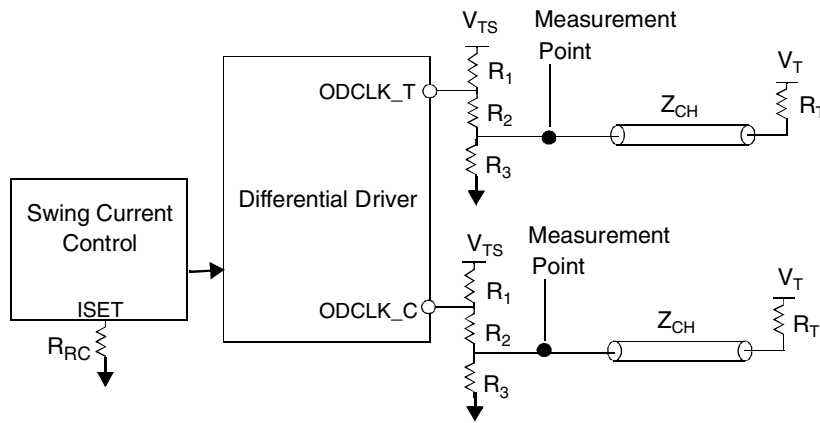 Measurement
Point
V_TS
R_1
ODCLK_T
R_2
R_3
Z_CH
V_T
R_T
Differential Driver
Swing Current
Control
ISET
R_RC
Measurement
Point
V_TS
R_1
ODCLK_C
R_2
R_3
Z_CH
V_T
R_T